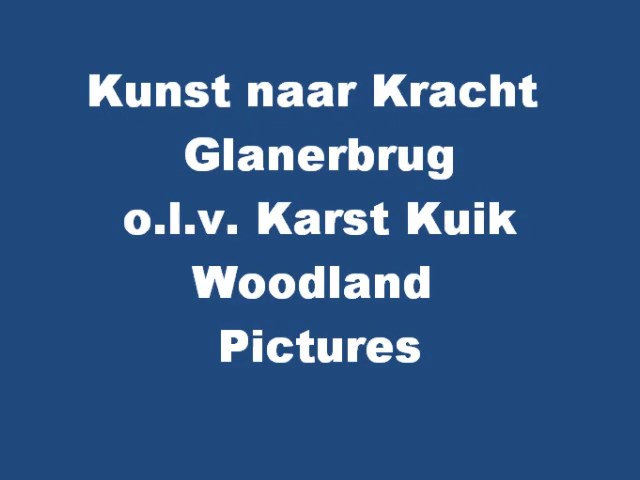 Kunst naar Kracht
Glanerbrug
o.l.v. Karst Kuik
Woodland
Pictures